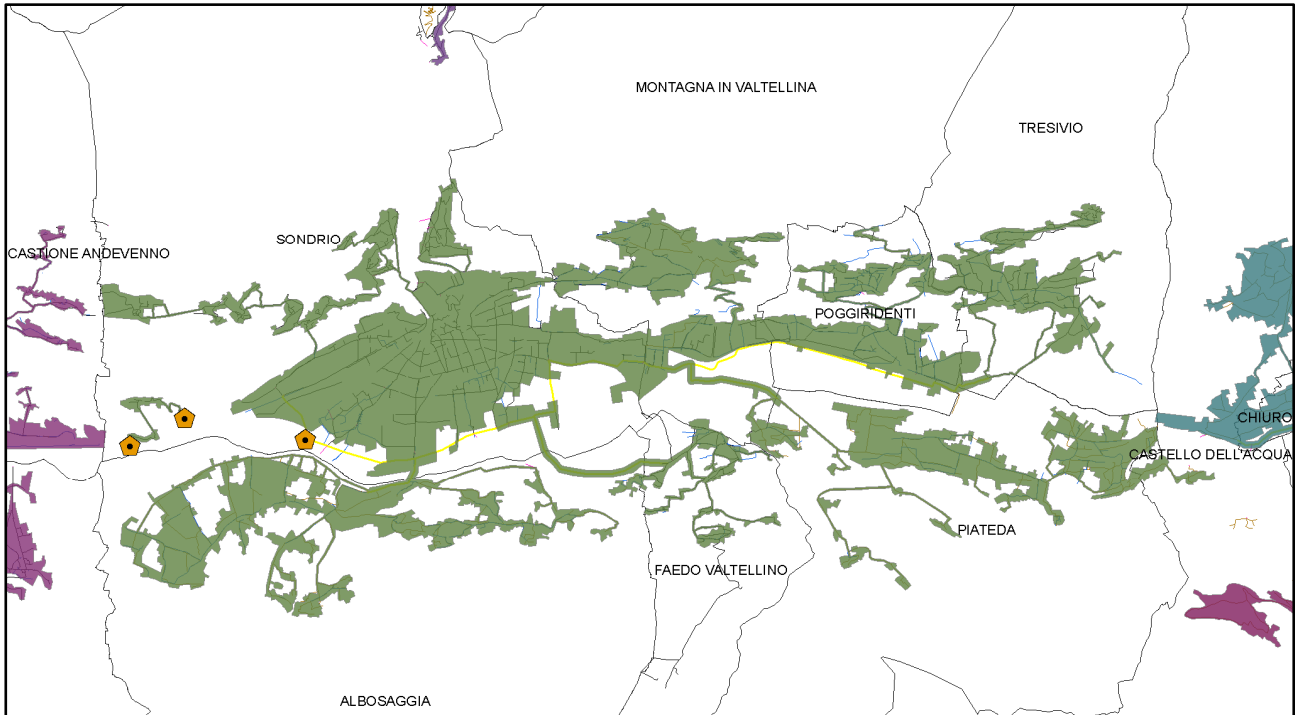 MONTAGNA IN VALTELLINA
TRESIVIO
SONDRIO
CASTIONE ANDEVENNO
POGGIRIDENTI
CHIURO
CASTELLO DELL'ACQUA
PIATEDA
FAEDO VALTELLINO
ALBOSAGGIA